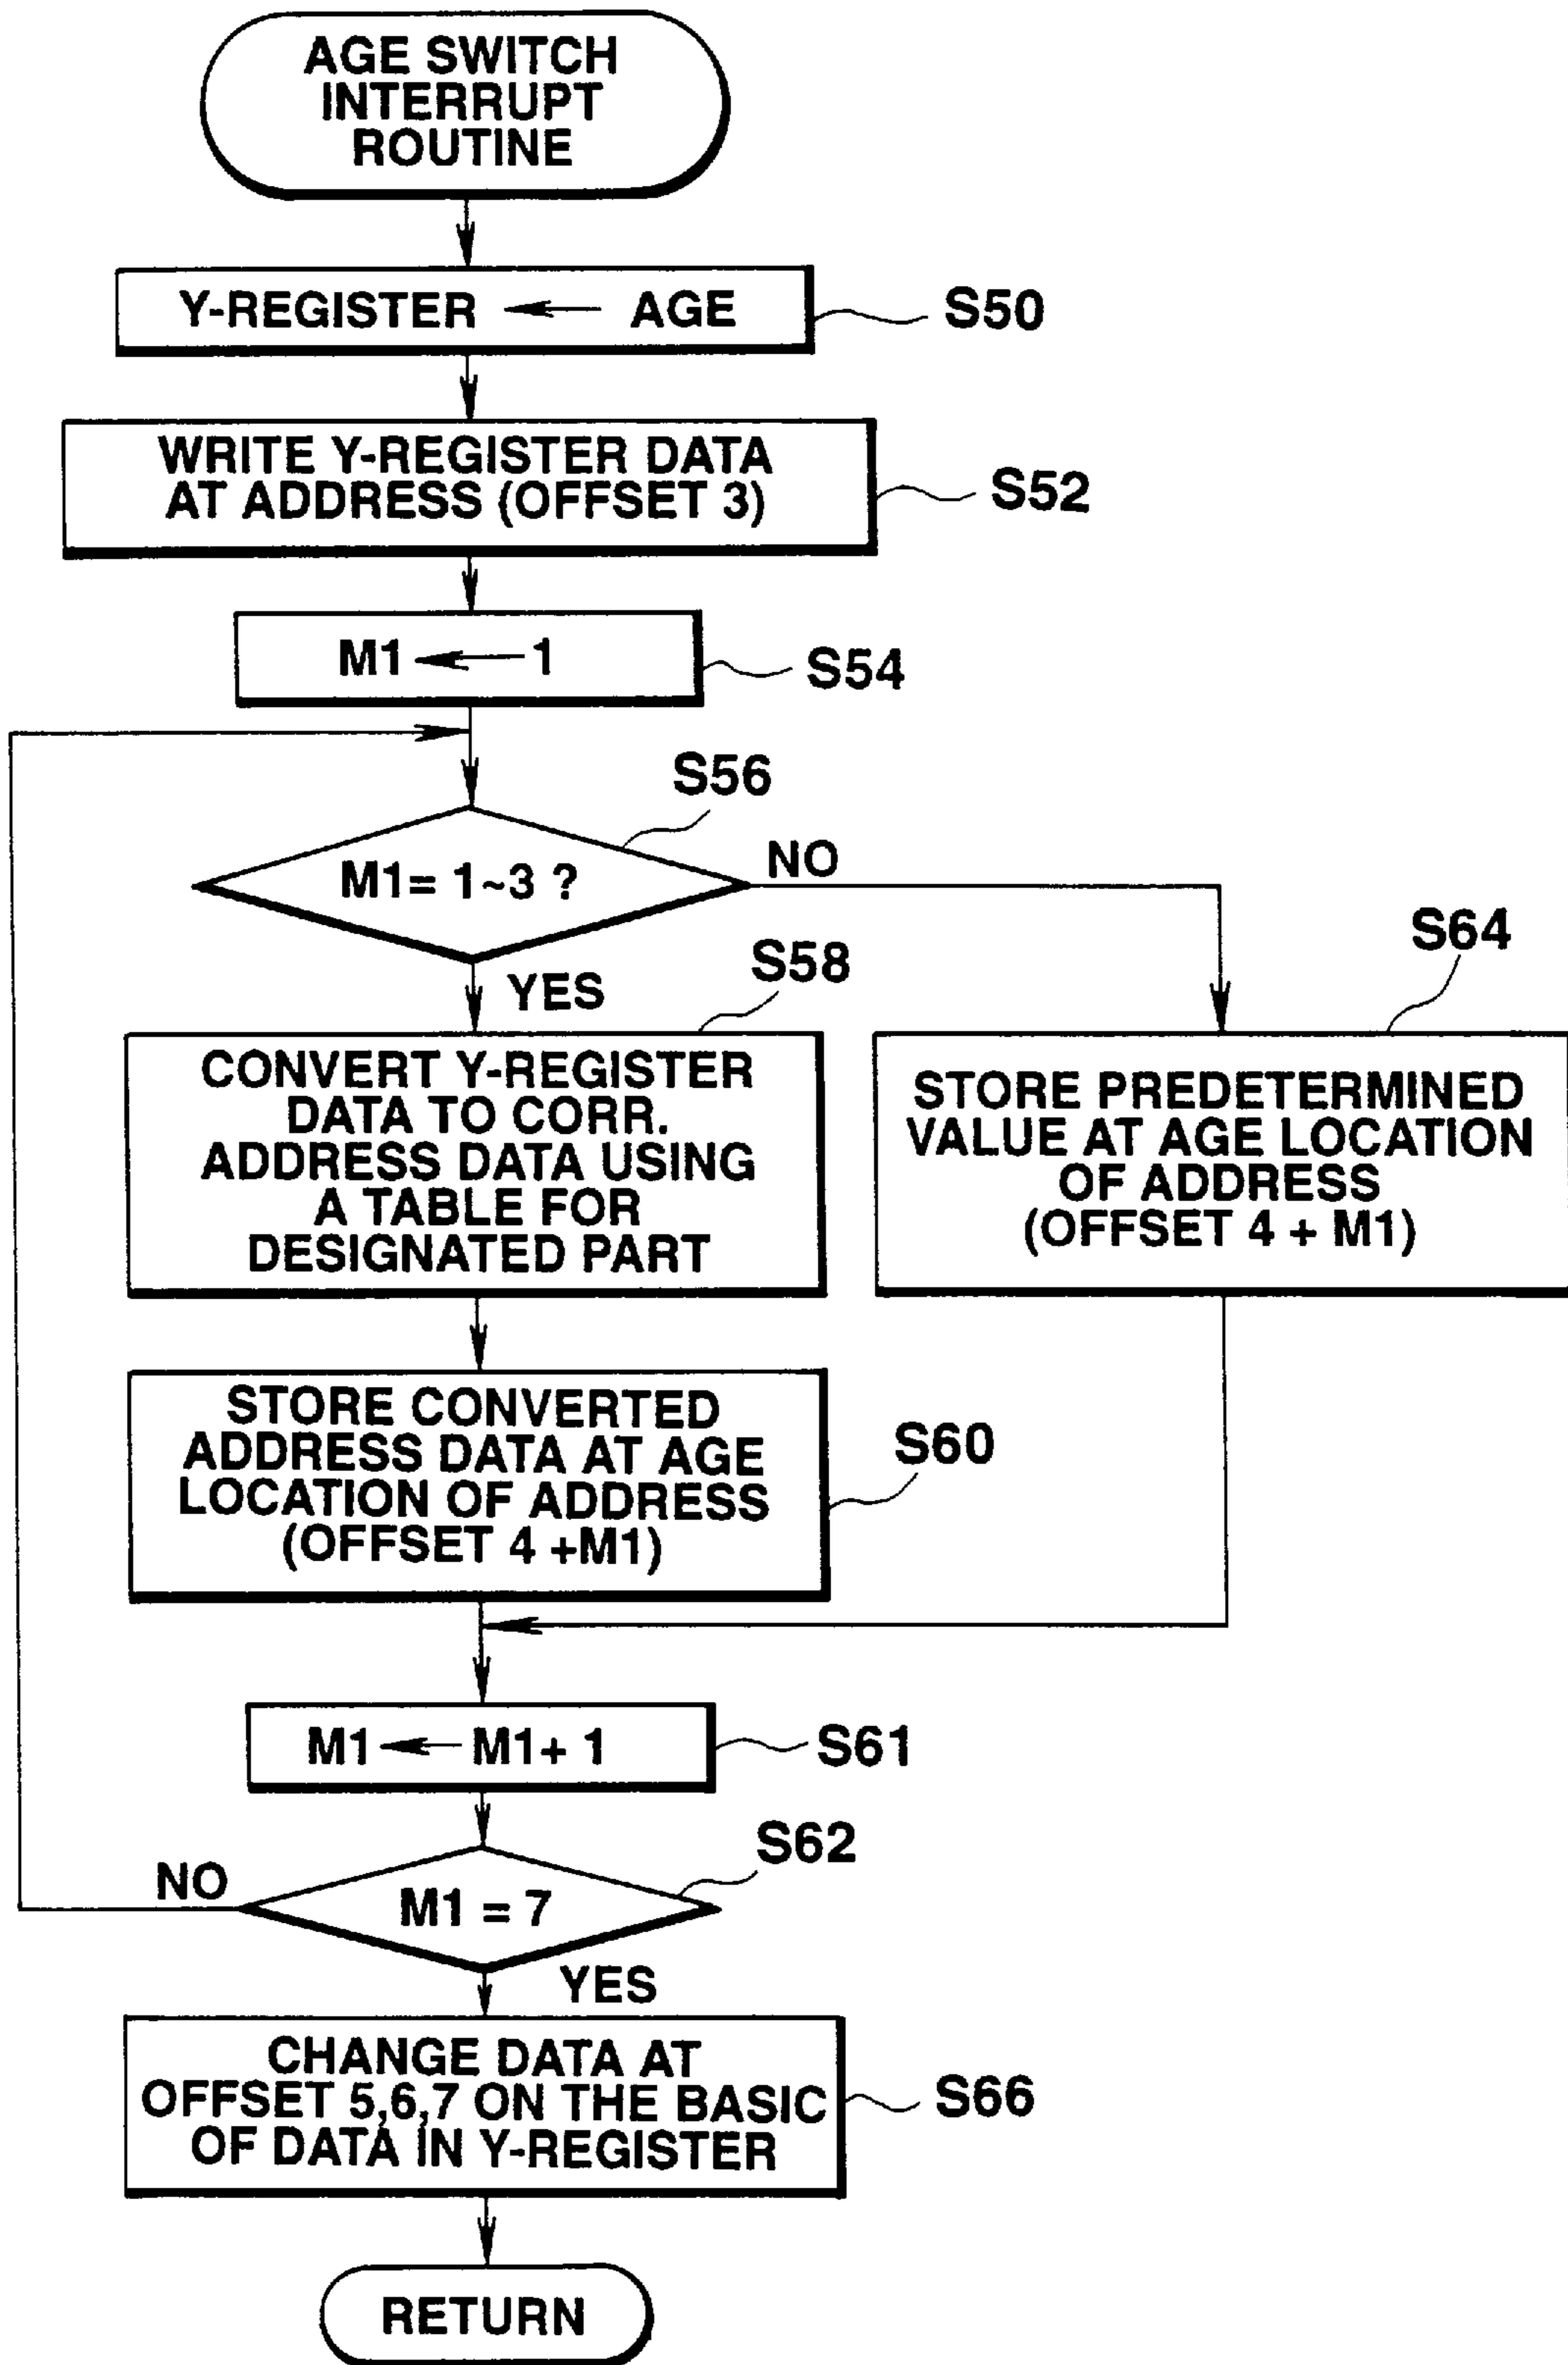 AGE SWITCH
INTERRUPT
ROUTINE
Y-REGISTER ← AGE
S50
WRITE Y-REGISTER DATA
AT ADDRESS (OFFSET 3)
S52
M1 ← 1
S54
S56
M1= 1~3 ?
NO
YES
S58
S64
CONVERT Y-REGISTER
DATA TO CORR.
ADDRESS DATA USING
A TABLE FOR
DESIGNATED PART
STORE PREDETERMINED
VALUE AT AGE LOCATION
OF ADDRESS
(OFFSET 4 + M1)
STORE CONVERTED
ADDRESS DATA AT AGE
LOCATION OF ADDRESS
(OFFSET 4 +M1)
S60
M1 ← M1+ 1
S61
S62
NO
M1 = 7
YES
CHANGE DATA AT
OFFSET 5,6,7 ON THE BASIC
OF DATA IN Y-REGISTER
S66
RETURN